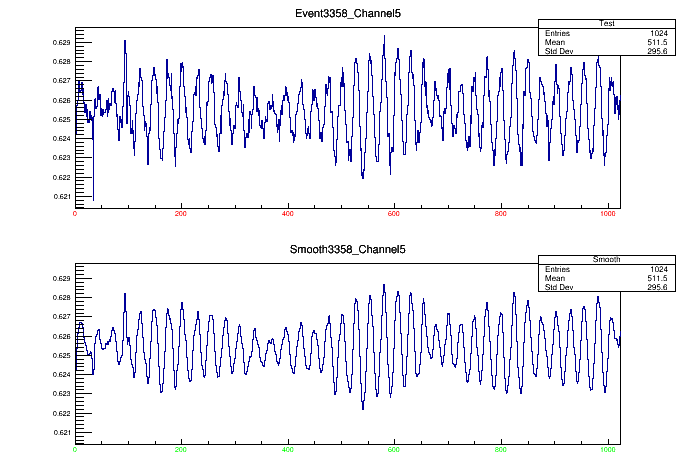 Event3358_Channel5
Test
Entries 1024
Mean 511.5
Std Dev 295.6
0.629
0.628
0.627
0.626
0.625
0.624
0.623
0.622
0.621
0 200 400 600 800 1000
Smooth3358_Channel5
Smooth
Entries 1024
Mean 511.5
Std Dev 295.6
0.629
0.628
0.627
0.626
0.625
0.624
0.623
0.622
0.621
0 200 400 600 800 1000